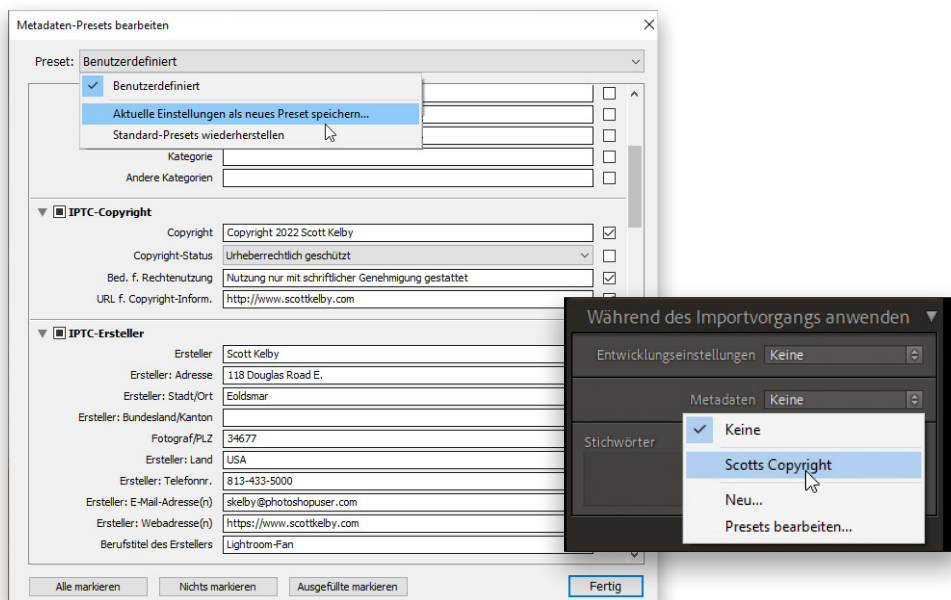 Metadaten-Presets bearbeiten
Preset: Benutzerdefiniert
Benutzerdefiniert
Aktuelle Einstellungen als neues Preset speichern...
Standard-Presets wiederherstellen
Kategorie
Andere Kategorien
IPTC-Copyright
Copyright Copyright 2022 Scott Kelby
Copyright-Status Urheberrechtlich geschützt
Bed. f. Rechtenutzung Nutzung nur mit schriftlicher Genehmigung gestattet
URL f. Copyright-Inform. http://www.scottkelby.com
IPTC-Ersteller
Ersteller Scott Kelby
Ersteller: Adresse 118 Douglas Road E.
Ersteller: Stadt/Ort Eoldsmar
Ersteller: Bundesland/Kanton
Fotograf/PLZ 34677
Ersteller: Land USA
Ersteller: Telefonnr. 813-433-5000
Ersteller: E-Mail-Adresse(n) skelby@photoshopuser.com
Ersteller: Webadresse(n) https://www.scottkelby.com
Berufstitel des Erstellers Lightroom-Fan
Alle markieren Nichts markieren Ausgefüllte markieren Fertig
Während des Importvorgangs anwenden
Entwicklungseinstellungen Keine
Metadaten Keine
Stichwörter
Keine
Scotts Copyright
Neu...
Presets bearbeiten...